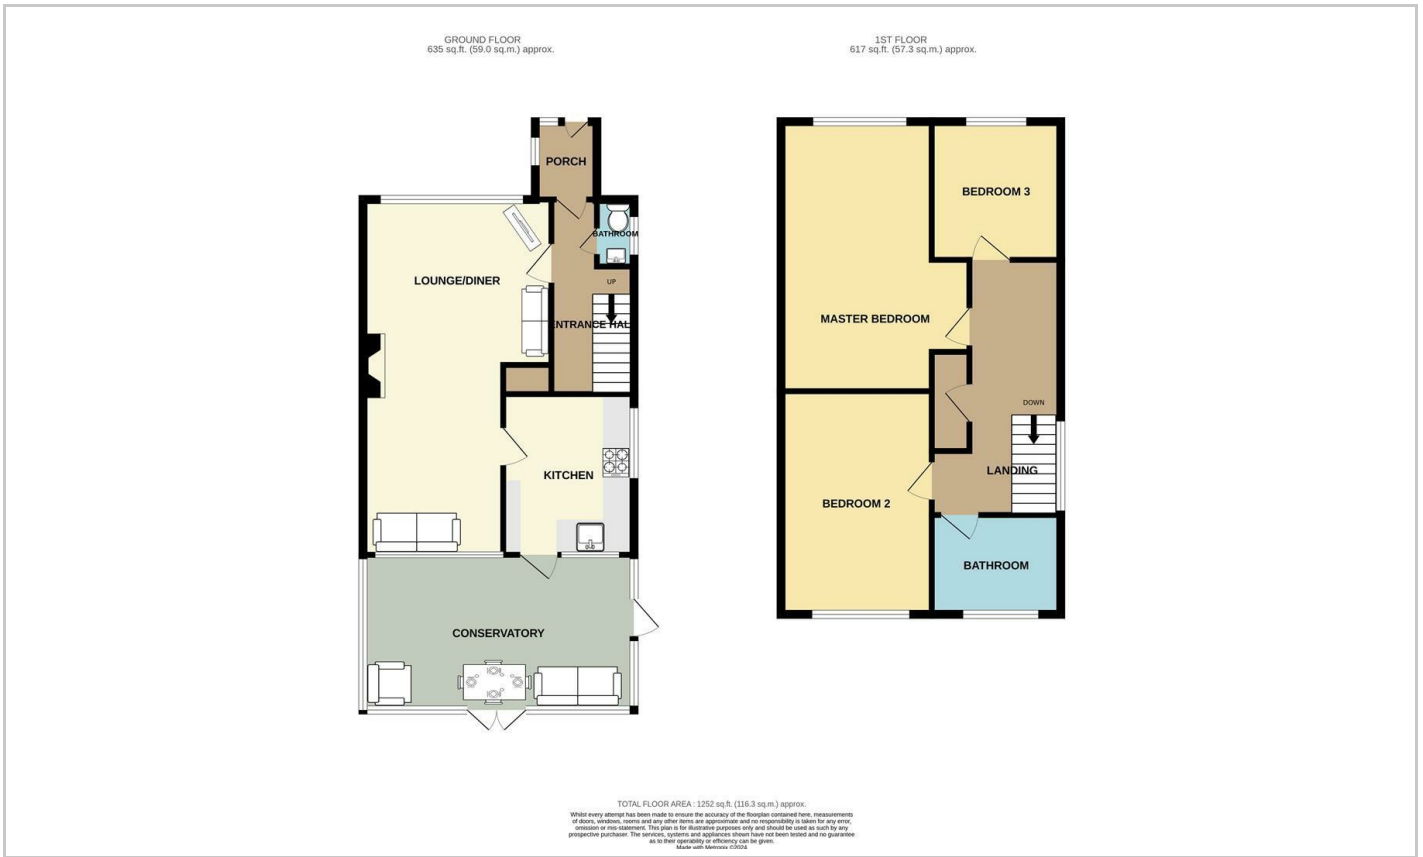 GROUND FLOOR
635 sq.ft. (59.0 sq.m.) approx.
1ST FLOOR
617 sq.ft. (57.3 sq.m.) approx.
PORCH
BATHROOM
LOUNGE/DINER
UP
ENTRANCE HALL
KITCHEN
CONSERVATORY
BEDROOM 3
MASTER BEDROOM
DOWN
LANDING
BEDROOM 2
BATHROOM
TOTAL FLOOR AREA : 1252 sq.ft. (116.3 sq.m.) approx.
Whilst every attempt has been made to ensure the accuracy of the floorplan contained here, measurements
of doors, windows, rooms and any other items are approximate and no responsibility is taken for any error,
omission or mis-statement. This plan is for illustrative purposes only and should be used as such by any
prospective purchaser. The services, systems and appliances shown have not been tested and no guarantee
as to their operability or efficiency can be given.
Made with Metropix ©2024